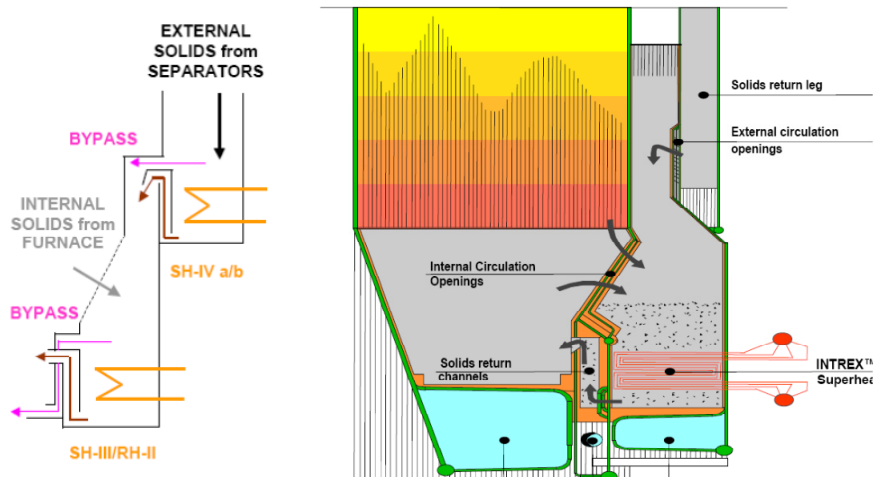 EXTERNAL
SOLIDS from
SEPARATORS
BYPASS
INTERNAL
SOLIDS from
FURNACE
SH-IV a/b
BYPASS
SH-III/RH-II
Solids return leg
External circulation
openings
Internal Circulation
Openings
Solids return
channels
INTREX™
Superhea